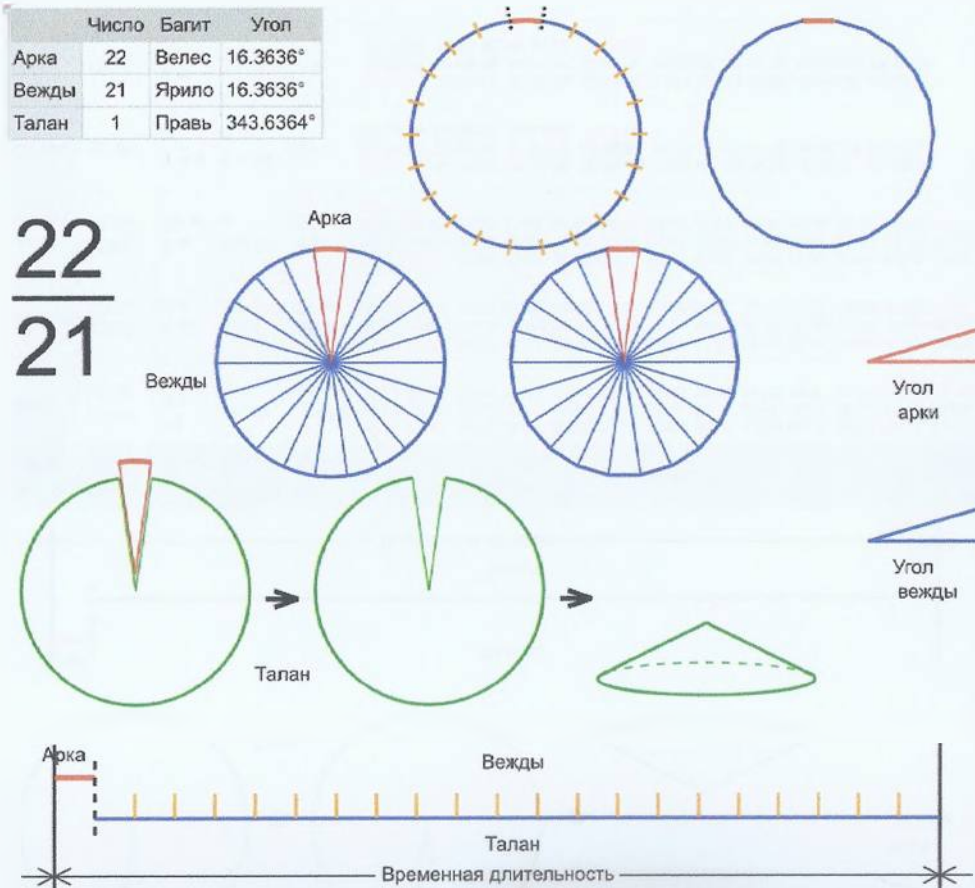 Число Багит Угол
Арка 22 Велес 16.3636°
Вежды 21 Ярило 16.3636°
Талан 1 Правь 343.6364°
22
21
Арка
Вежды
Угол
арки
Угол
вежды
Талан
Арка
Вежды
Талан
Временная длительность